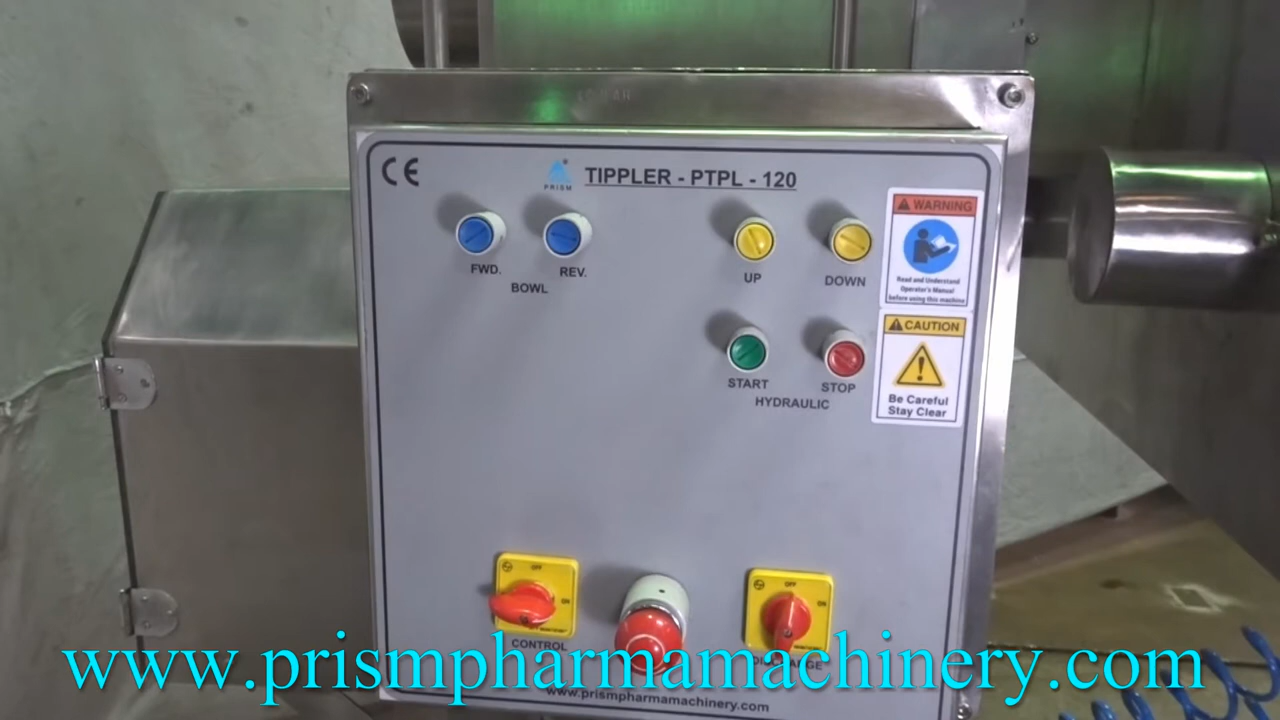 CE
PRISM
TIPPLER - PTPL - 120
FWD.
REV.
BOWL
UP
DOWN
START
STOP
HYDRAULIC
WARNING
Read and Understand
Operator's Manual
before using this machine
CAUTION
Be Careful
Stay Clear
OFF
ON
CONTROL
OFF
ON
www.prismpharmamachinery.com
www.prismpharmamachinery.com